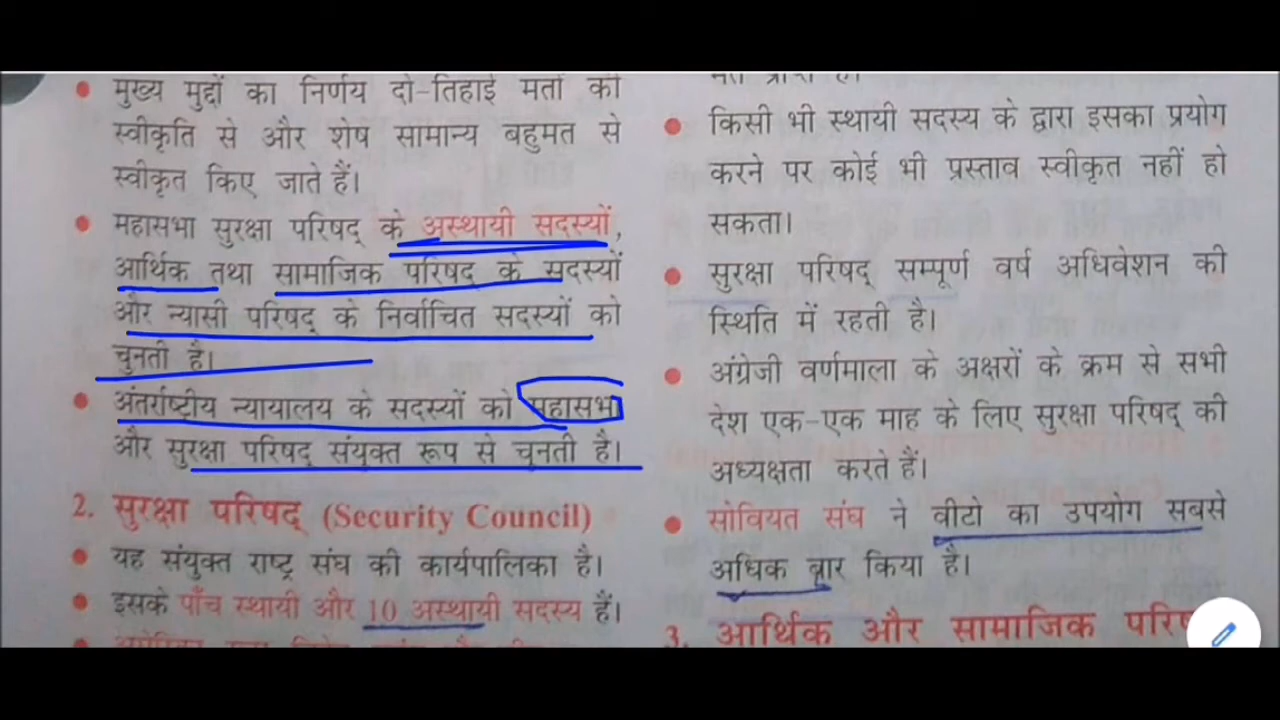 मुख्य मुद्दों का निर्णय दो-तिहाई मतों की
स्वीकृति से और शेष सामान्य बहुमत से
स्वीकृत किए जाते हैं।
महासभा सुरक्षा परिषद् के अस्थायी सदस्यों,
आर्थिक तथा सामाजिक परिषद् के सदस्यों
और न्यासी परिषद् के निर्वाचित सदस्यों को
चुनती है।
अंतर्राष्ट्रीय न्यायालय के सदस्यों को महासभा
और सुरक्षा परिषद् संयुक्त रूप से चुनती है।
2. सुरक्षा परिषद् (Security Council)
यह संयुक्त राष्ट्र संघ की कार्यपालिका है।
इसके पाँच स्थायी और 10 अस्थायी सदस्य हैं।
किसी भी स्थायी सदस्य के द्वारा इसका प्रयोग
करने पर कोई भी प्रस्ताव स्वीकृत नहीं हो
सकता।
सुरक्षा परिषद् सम्पूर्ण वर्ष अधिवेशन की
स्थिति में रहती है।
अंग्रेजी वर्णमाला के अक्षरों के क्रम से सभी
देश एक-एक माह के लिए सुरक्षा परिषद् की
अध्यक्षता करते हैं।
सोवियत संघ ने वीटो का उपयोग सबसे
अधिक बार किया है।
3. आर्थिक और सामाजिक